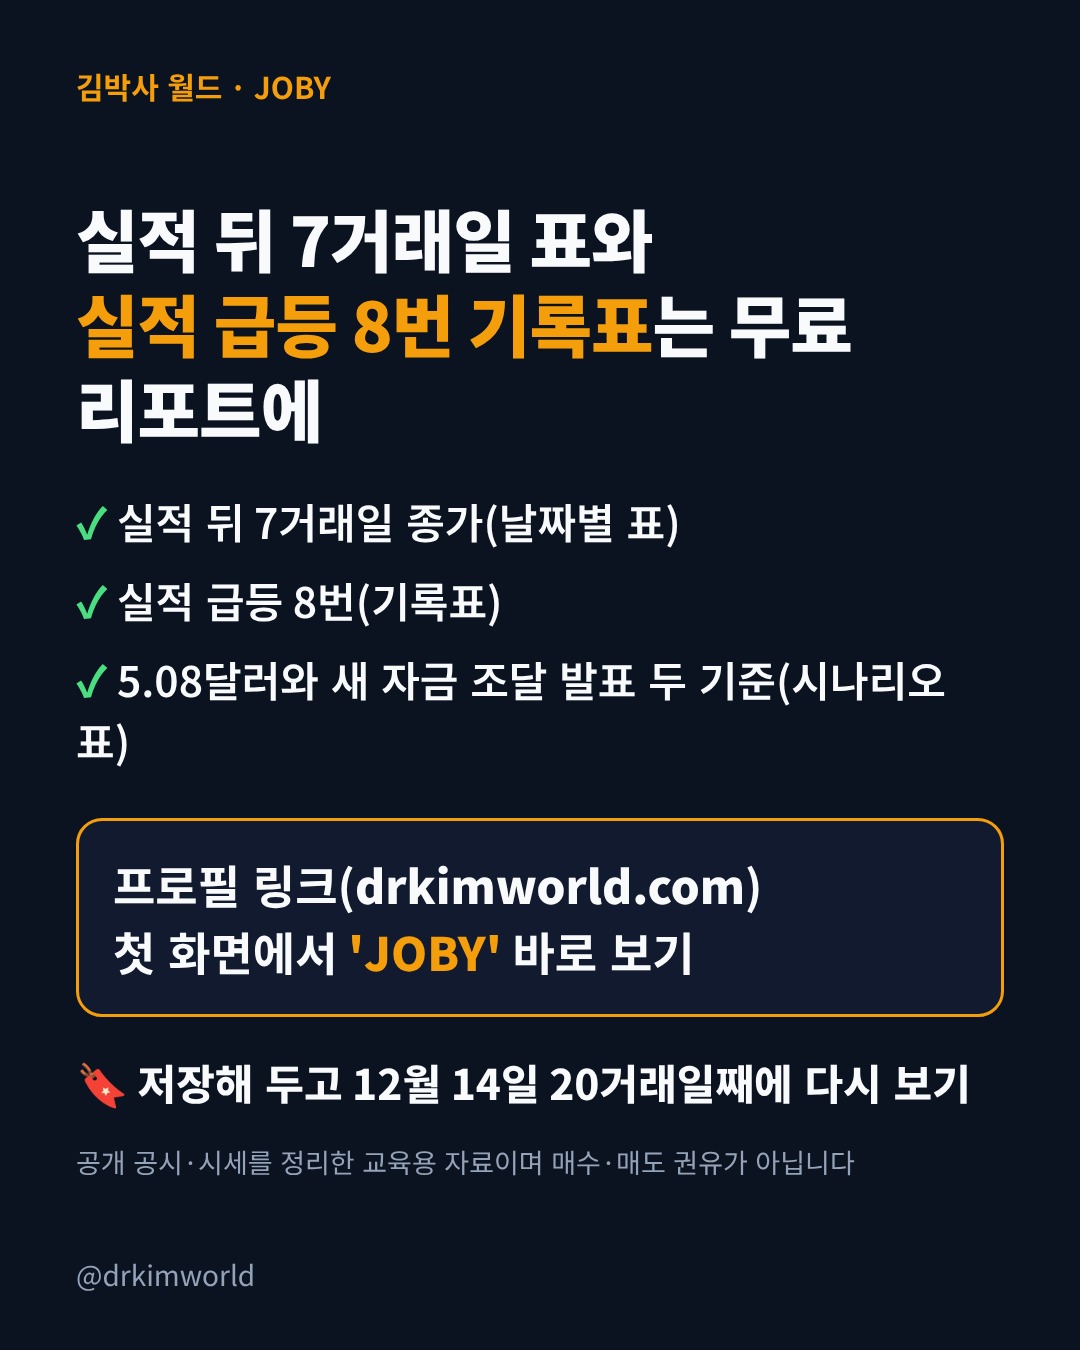 김박사 월드 · JOBY
실적 뒤 7거래일 표와
실적 급등 8번 기록표는 무료
리포트에
✓ 실적 뒤 7거래일 종가(날짜별 표)
✓ 실적 급등 8번(기록표)
✓ 5.08달러와 새 자금 조달 발표 두 기준(시나리오
표)
프로필 링크(drkimworld.com)
첫 화면에서 'JOBY' 바로 보기
🔖 저장해 두고 12월 14일 20거래일째에 다시 보기
공개 공시·시세를 정리한 교육용 자료이며 매수·매도 권유가 아닙니다
@drkimworld